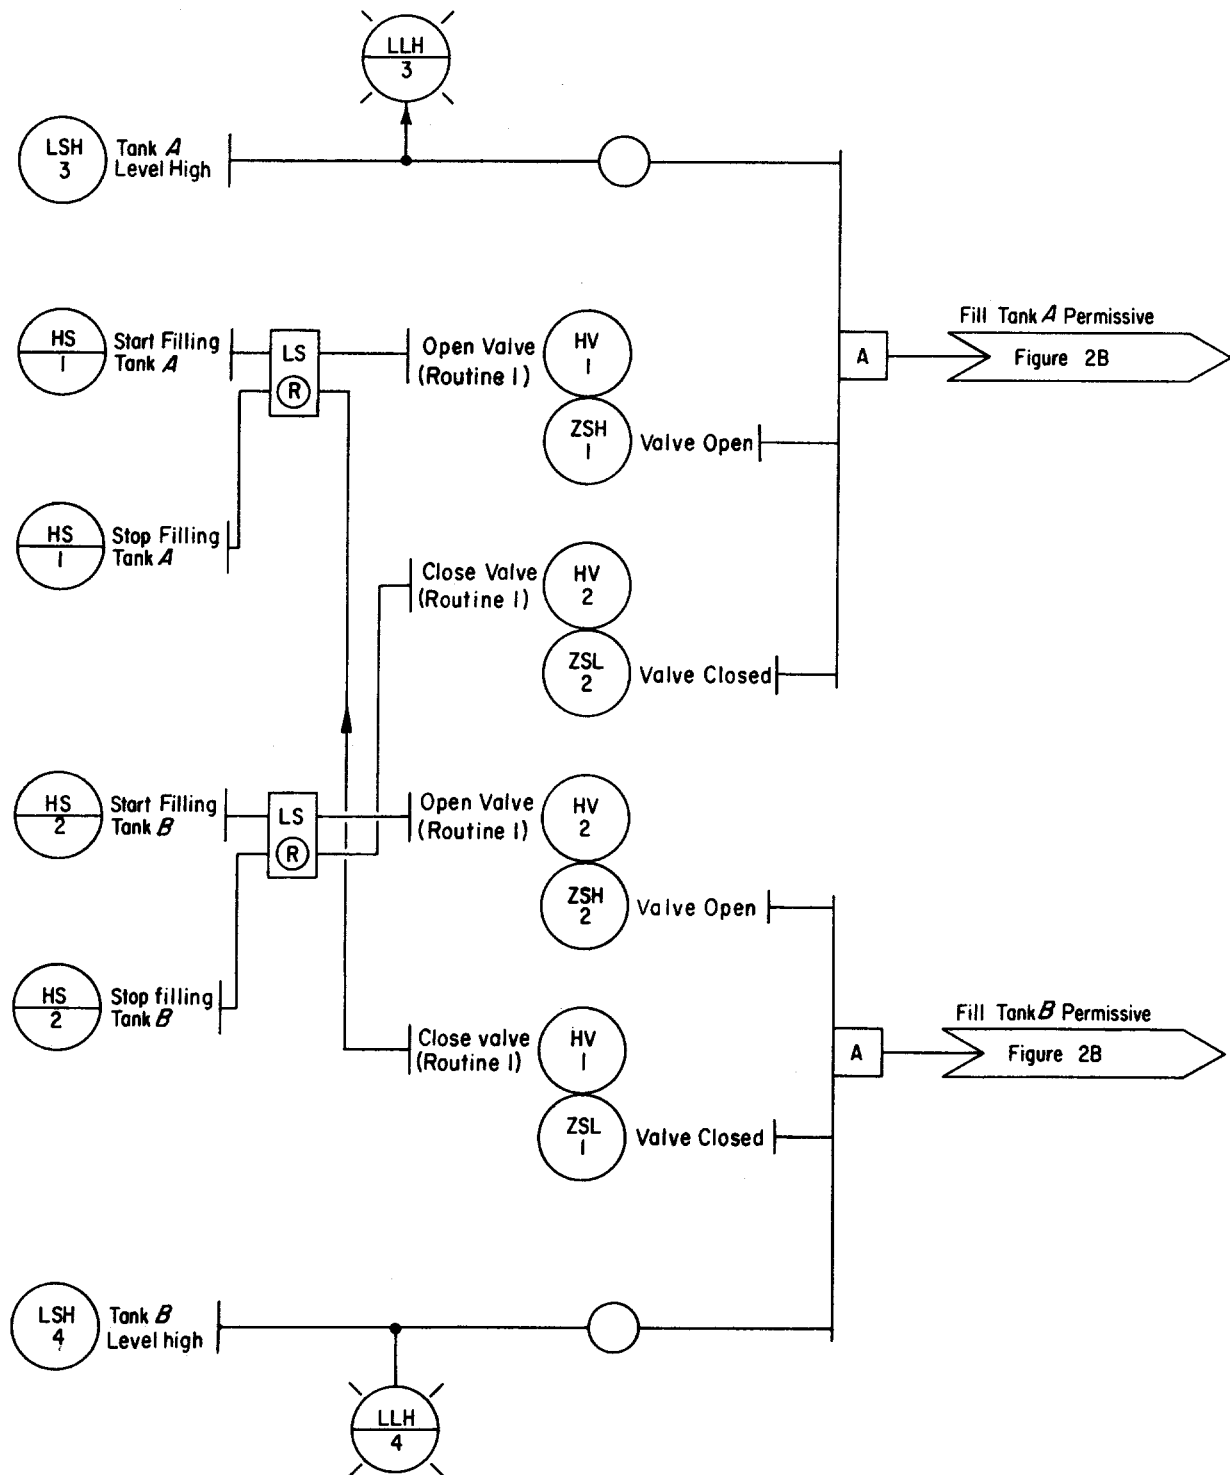 LLH
3
LSH
3
Tank A
Level High
HS
1
Start Filling
Tank A
LS
R
Open Valve
(Routine 1)
HV
1
ZSH
1
Valve Open
A
Fill Tank A Permissive
Figure 2B
HS
1
Stop Filling
Tank A
Close Valve
(Routine 1)
HV
2
ZSL
2
Valve Closed
HS
2
Start Filling
Tank B
LS
R
Open Valve
(Routine 1)
HV
2
ZSH
2
Valve Open
HS
2
Stop filling
Tank B
Close valve
(Routine 1)
HV
1
ZSL
1
Valve Closed
A
Fill Tank B Permissive
Figure 2B
LSH
4
Tank B
Level high
LLH
4